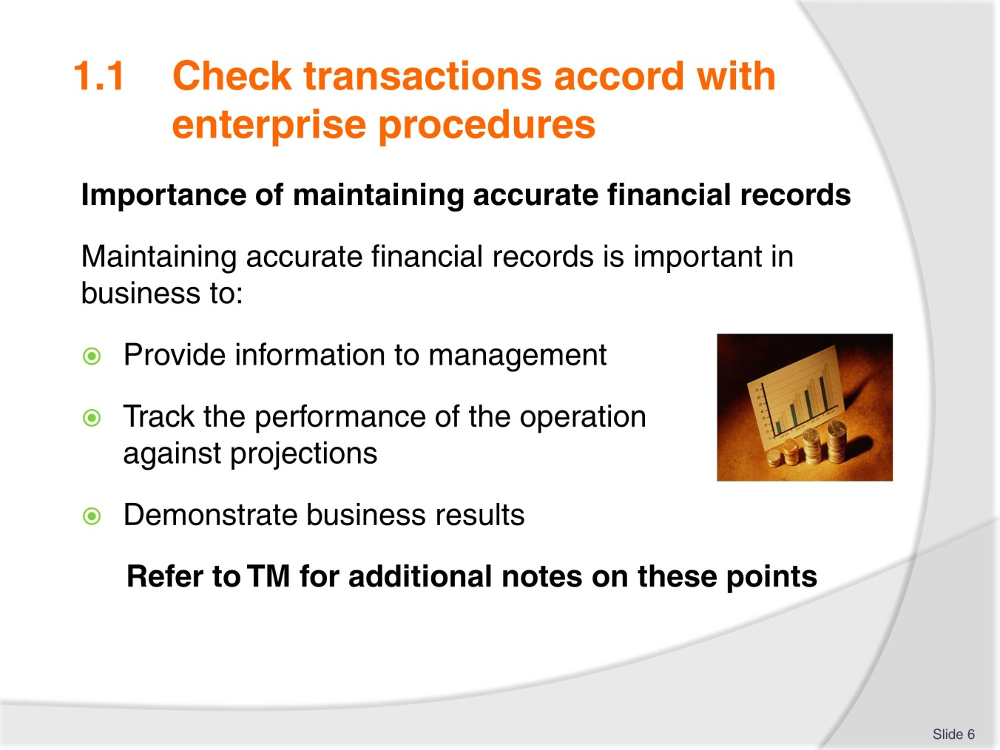 1.1 Check transactions accord with
enterprise procedures
Importance of maintaining accurate financial records
Maintaining accurate financial records is important in
business to:
Provide information to management
Track the performance of the operation
against projections
Demonstrate business results
Refer to TM for additional notes on these points
Slide 6